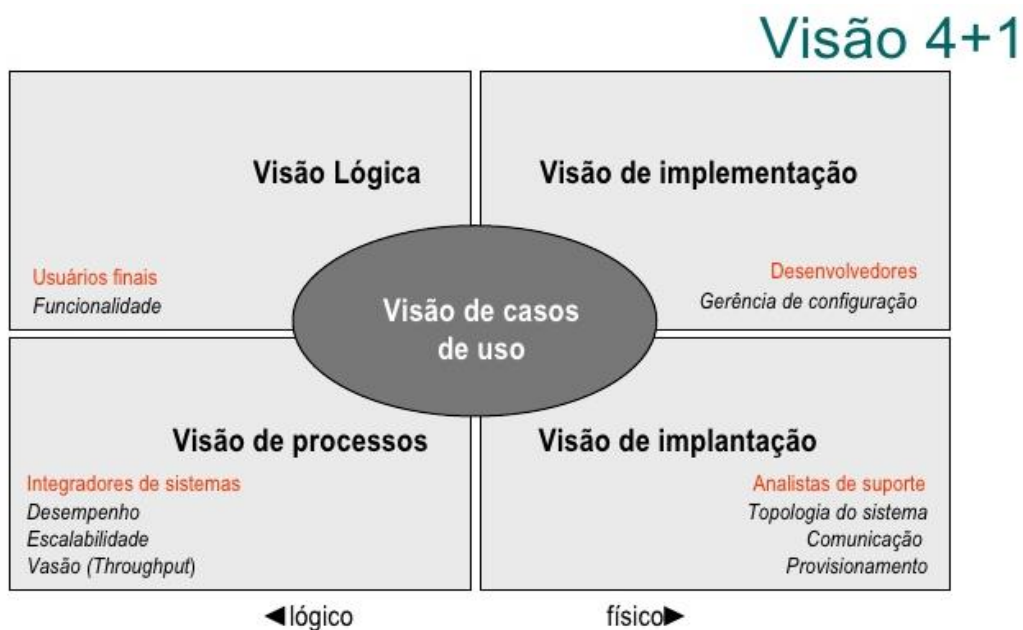 Visão 4+1
Visão Lógica
Usuários finais
Funcionalidade
Visão de implementação
Desenvolvedores
Gerência de configuração
Visão de casos
de uso
Visão de processos
Integradores de sistemas
Desempenho
Escalabilidade
Vasão (Throughput)
Visão de implantação
Analistas de suporte
Topologia do sistema
Comunicação
Provisionamento
◄lógico
físico►